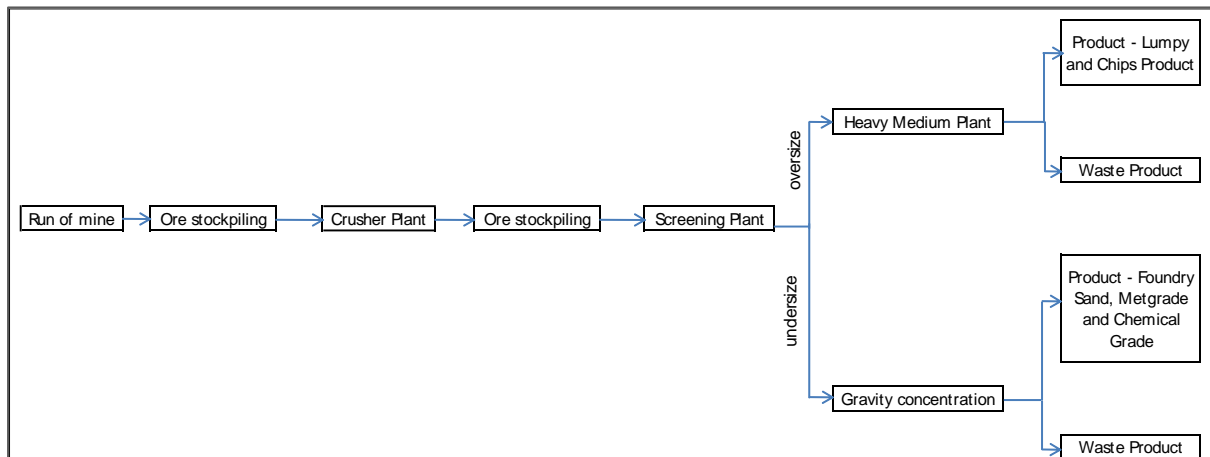 Product - Lumpy
and Chips Product
oversize
Heavy Medium Plant
Waste Product
Run of mine
Ore stockpiling
Crusher Plant
Ore stockpiling
Screening Plant
undersize
Product - Foundry
Sand, Metgrade
and Chemical
Grade
Gravity concentration
Waste Product